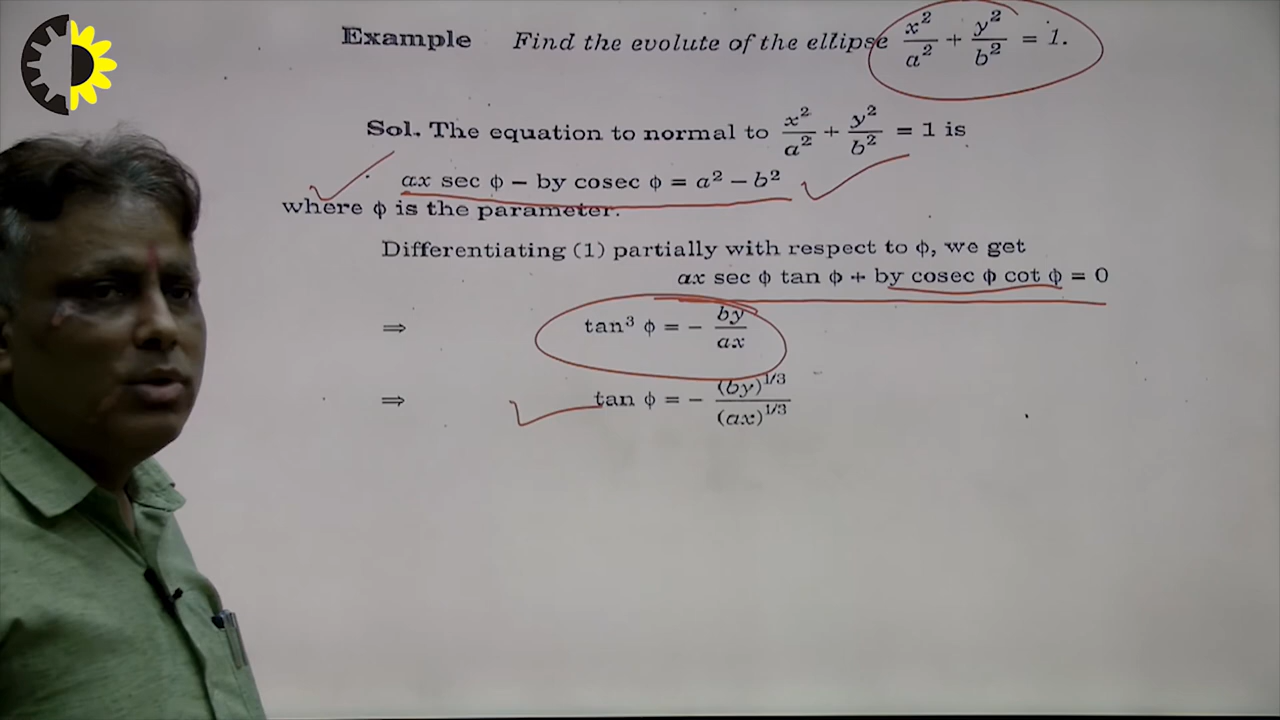 Example Find the evolute of the ellipse x²/a² + y²/b² = 1.
Sol. The equation to normal to x²/a² + y²/b² = 1 is
ax sec ϕ – by cosec ϕ = a² – b²
where ϕ is the parameter.
Differentiating (1) partially with respect to ϕ, we get
ax sec ϕ tan ϕ + by cosec ϕ cot ϕ = 0
⇒ tan³ ϕ = – by/ax
⇒ tan ϕ = – (by)^1/3/(ax)^1/3